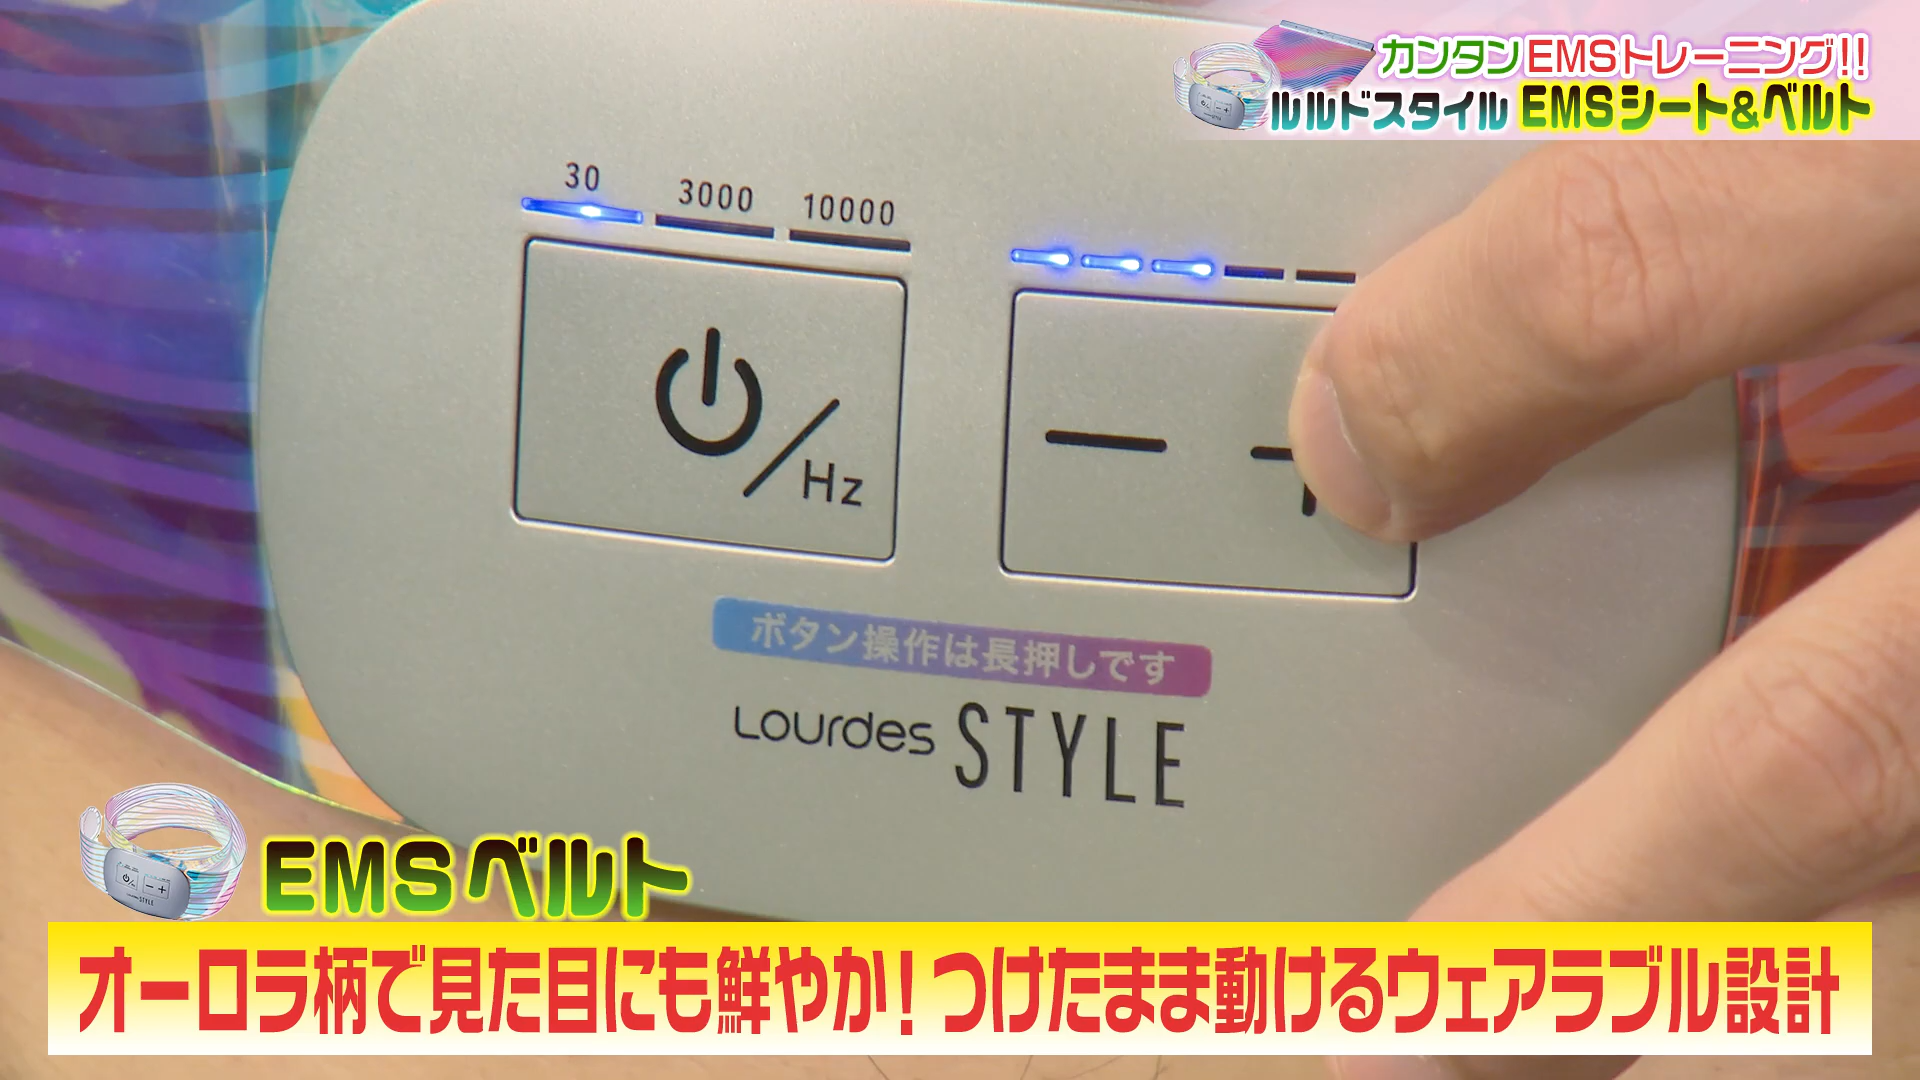 カンタンEMSトレーニング!!
ルルドスタイル EMSシート&ベルト
30 3000 10000
Hz
− +
ボタン操作は長押しです
Lourdes STYLE
EMSベルト
オーロラ柄で見た目にも鮮やか!つけたまま動けるウェアラブル設計